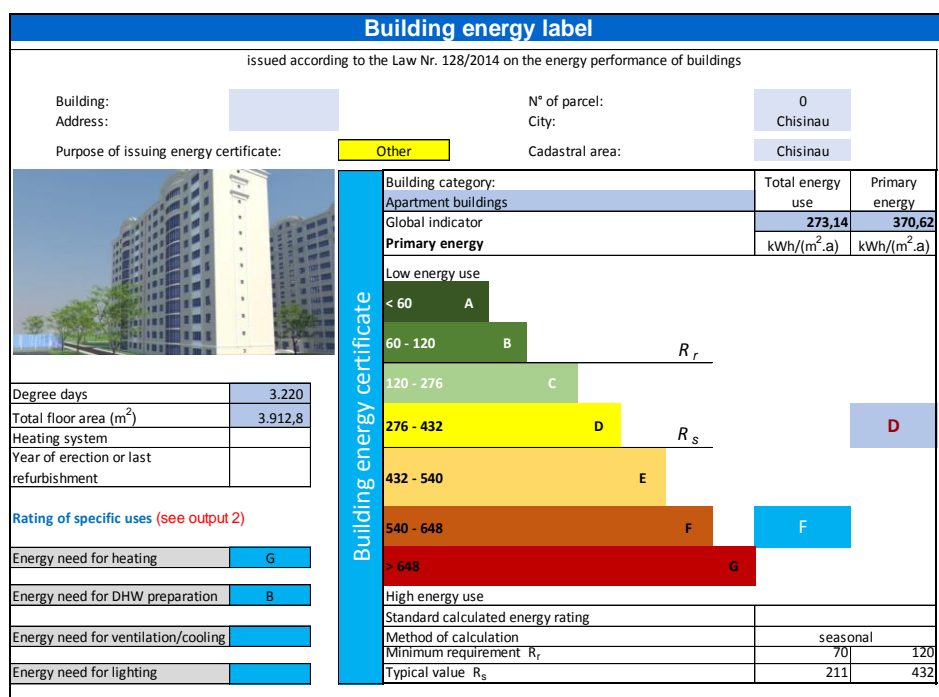 Building energy label
issued according to the Law Nr. 128/2014 on the energy performance of buildings
Building:
N° of parcel: 0
Address:
City: Chisinau
Purpose of issuing energy certificate: Other
Cadastral area: Chisinau
Building energy certificate
Building category:
Apartment buildings
Total energy use
Primary energy
Global indicator 273,14 370,62
Primary energy kWh/(m².a) kWh/(m².a)
Low energy use
< 60 A
60 - 120 B
R r
120 - 276 C
276 - 432 D
R s
D
432 - 540 E
540 - 648 F
F
> 648 G
High energy use
Standard calculated energy rating
Method of calculation seasonal
Minimum requirement Rr 70 120
Typical value Rs 211 432
Degree days 3.220
Total floor area (m²) 3.912,8
Heating system
Year of erection or last
refurbishment
Rating of specific uses (see output 2)
Energy need for heating G
Energy need for DHW preparation B
Energy need for ventilation/cooling
Energy need for lighting